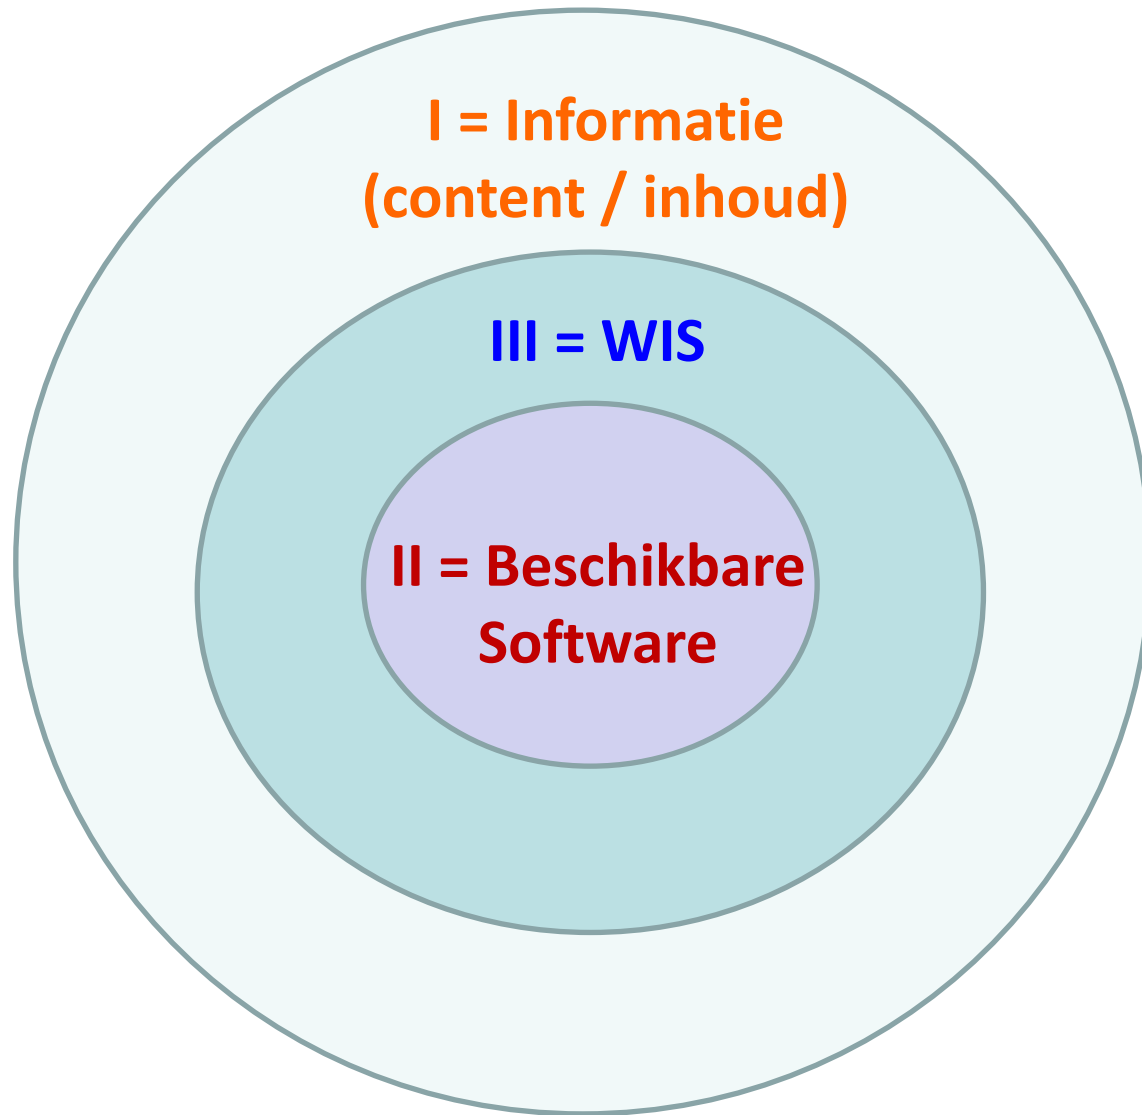 I = Informatie
(content / inhoud)
III = WIS
II = Beschikbare
Software